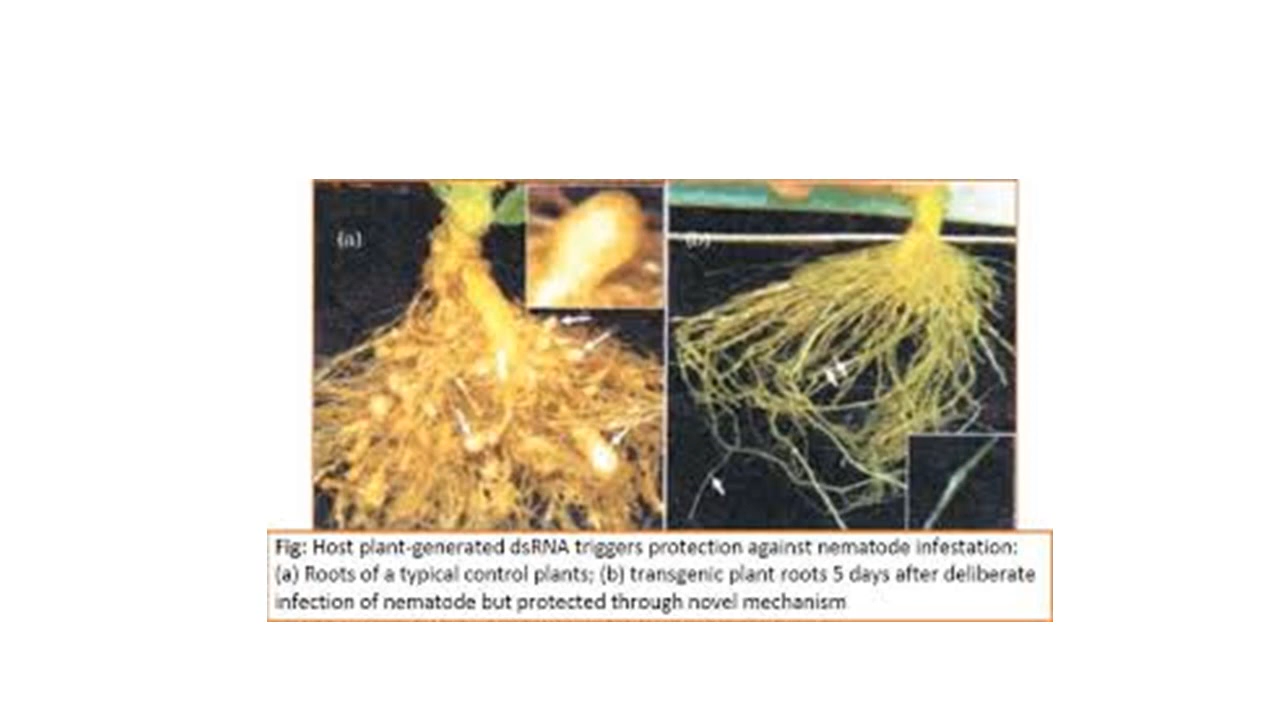 (a)
(b)
Fig: Host plant-generated dsRNA triggers protection against nematode infestation:
(a) Roots of a typical control plants; (b) transgenic plant roots 5 days after deliberate
infection of nematode but protected through novel mechanism